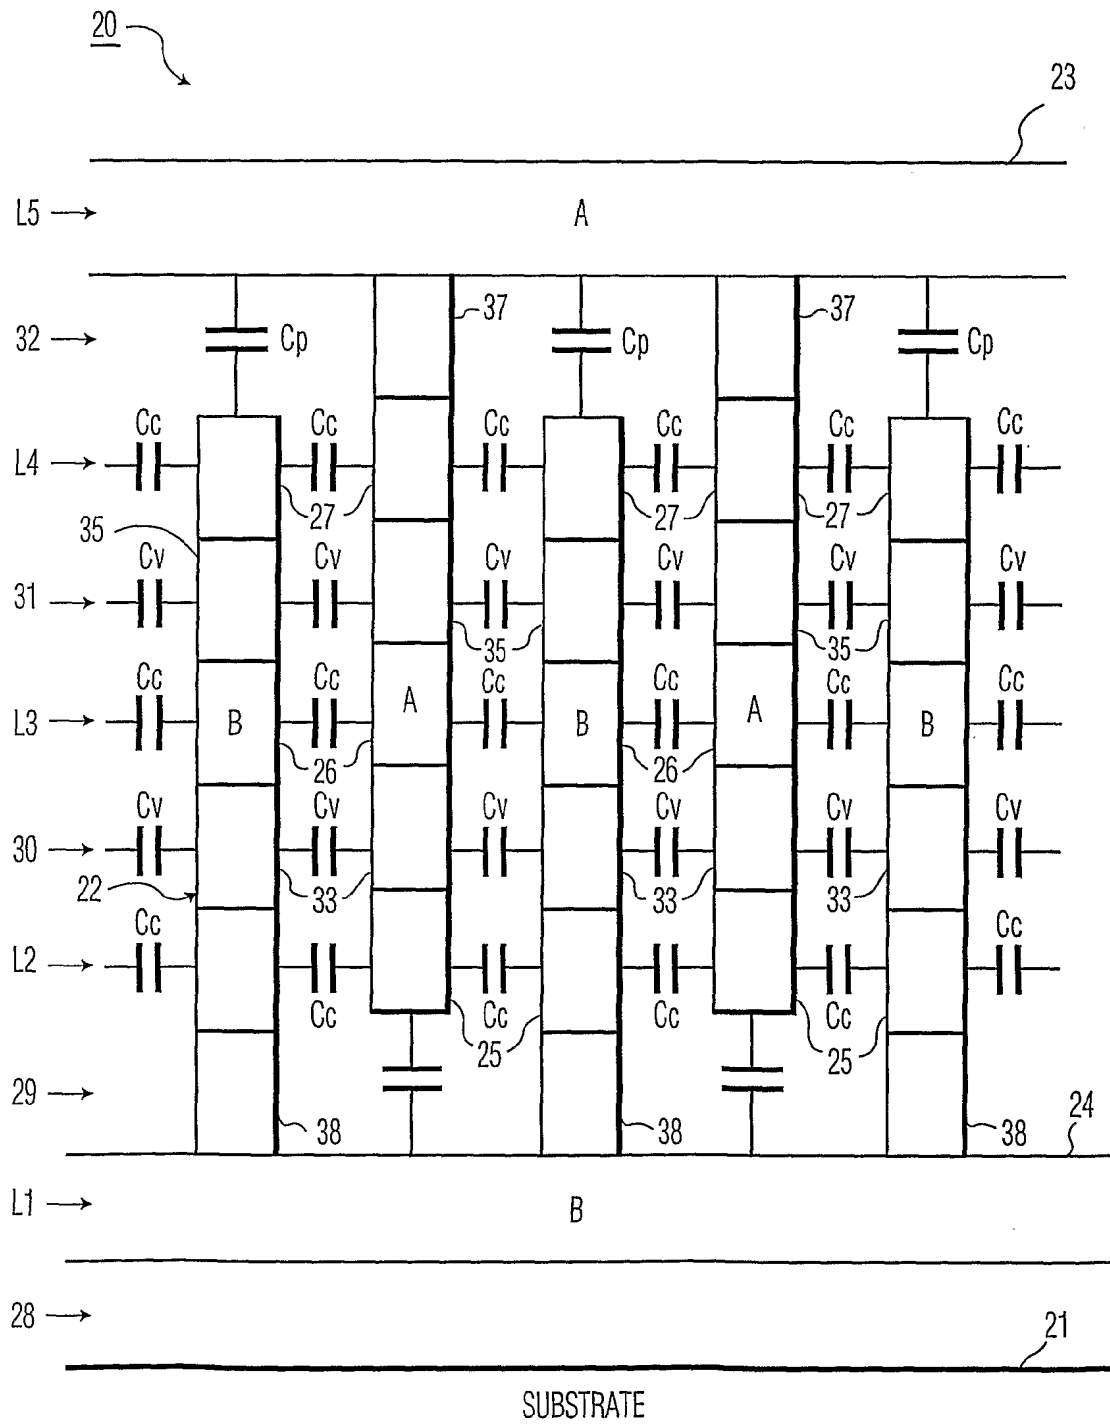 20
23
L5 A
37 37
32 Cp Cp Cp
Cc Cc Cc Cc Cc Cc
L4
27 27 27
35
Cv Cv Cv Cv Cv Cv
31
35 35
Cc Cc Cc Cc Cc Cc
L3 B A B A B
26 26
Cv Cv Cv Cv Cv Cv
30
22 33 33 33
Cc Cc
L2
Cc Cc Cc Cc
25 25
29
38 38 38
24
L1 B
28
21
SUBSTRATE